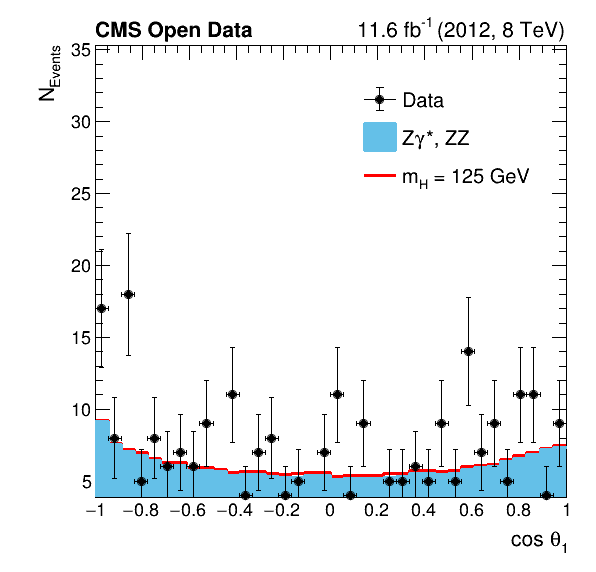 CMS Open Data 11.6 fb⁻¹ (2012, 8 TeV)
N_Events
35
30
25
20
15
10
5
Data
Zγ*, ZZ
m_H = 125 GeV
−1 −0.8 −0.6 −0.4 −0.2 0 0.2 0.4 0.6 0.8 1
cos θ₁